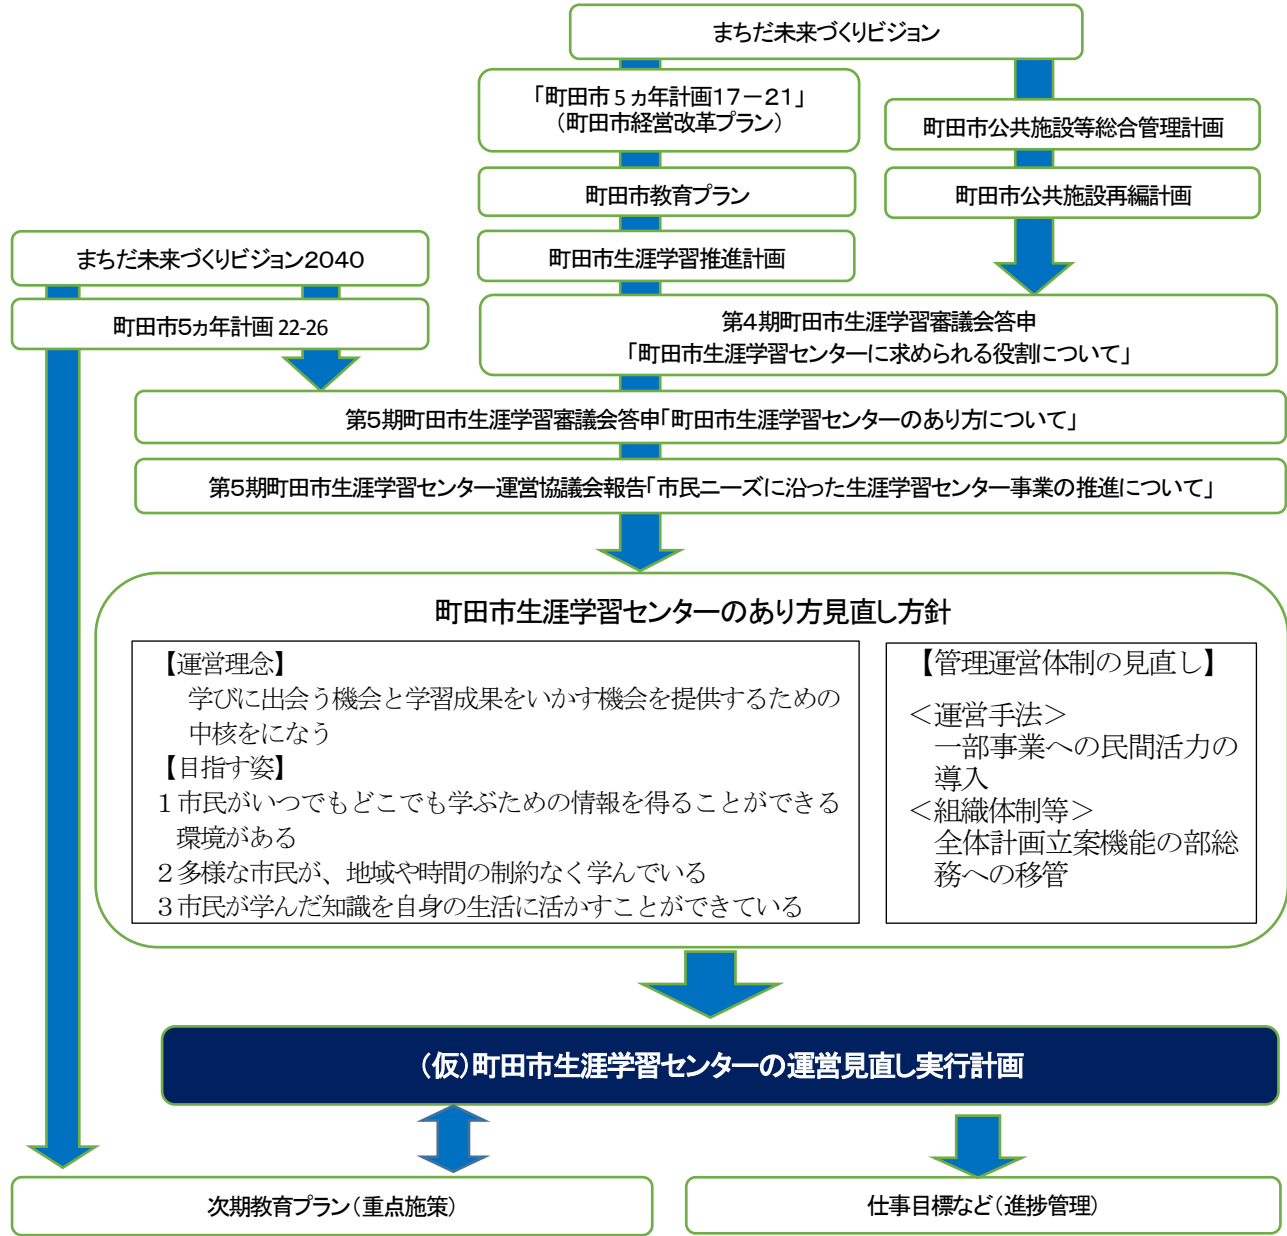 まちだ未来づくりビジョン
「町田市５ヵ年計画17－21」
（町田市経営改革プラン）
町田市公共施設等総合管理計画
町田市教育プラン
町田市公共施設再編計画
町田市生涯学習推進計画
まちだ未来づくりビジョン2040
町田市5ヵ年計画 22-26
第4期町田市生涯学習審議会答申
「町田市生涯学習センターに求められる役割について」
第5期町田市生涯学習審議会答申「町田市生涯学習センターのあり方について」
第5期町田市生涯学習センター運営協議会報告「市民ニーズに沿った生涯学習センター事業の推進について」
町田市生涯学習センターのあり方見直し方針
【運営理念】
学びに出会う機会と学習成果をいかす機会を提供するための
中核をになう
【目指す姿】
１市民がいつでもどこでも学ぶための情報を得ることができる
環境がある
２多様な市民が、地域や時間の制約なく学んでいる
３市民が学んだ知識を自身の生活に活かすことができている
【管理運営体制の見直し】
＜運営手法＞
一部事業への民間活力の
導入
＜組織体制等＞
全体計画立案機能の部総
務への移管
（仮）町田市生涯学習センターの運営見直し実行計画
次期教育プラン（重点施策）
仕事目標など（進捗管理）